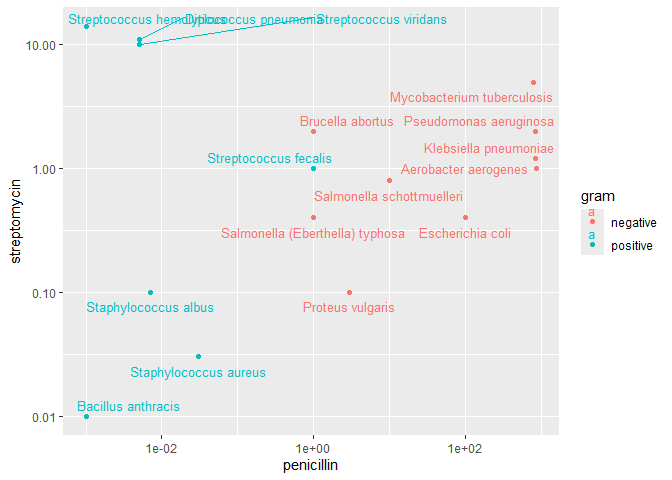 Streptococcus hemolyticus
Diplococcus pneumonia
Streptococcus viridans
10.00
Mycobacterium tuberculosis
Brucella abortus
Pseudomonas aeruginosa
Klebsiella pneumoniae
Streptococcus fecalis
1.00
Aerobacter aerogenes
gram
Salmonella schottmuelleri
a
negative
streptomycin
Salmonella (Eberthella) typhosa
Escherichia coli
a
positive
0.10
Staphylococcus albus
Proteus vulgaris
Staphylococcus aureus
Bacillus anthracis
0.01
1e-02
1e+00
1e+02
penicillin